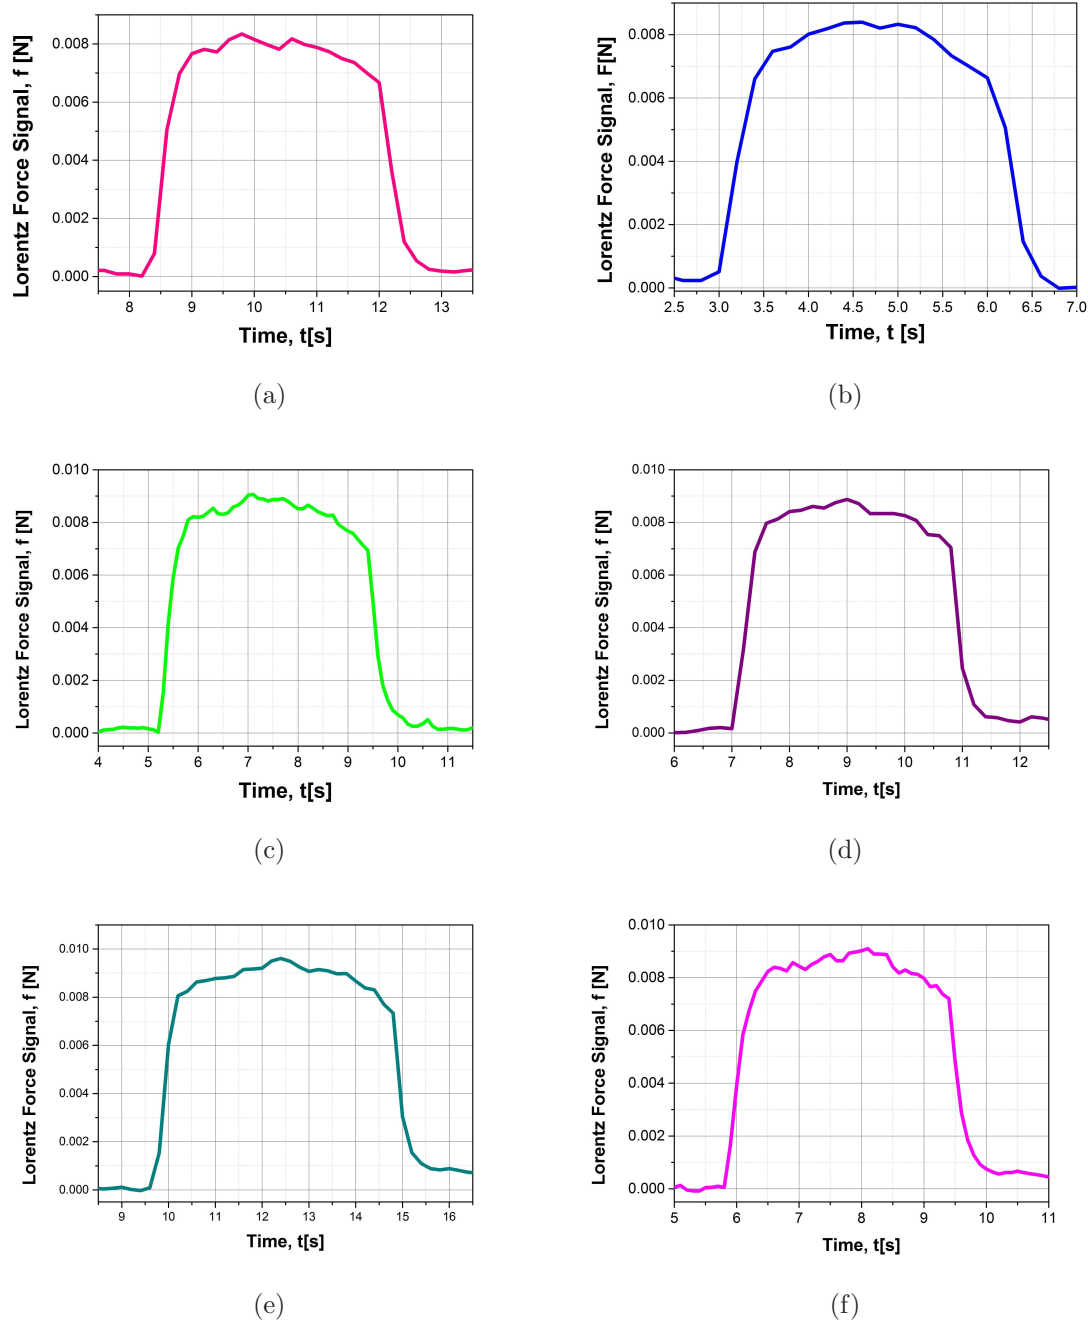 Lorentz Force Signal, f [N]
0.008
0.006
0.004
0.002
0.000
8 9 10 11 12 13
Time, t[s]
(a)
Lorentz Force Signal, F[N]
0.008
0.006
0.004
0.002
0.000
2.5 3.0 3.5 4.0 4.5 5.0 5.5 6.0 6.5 7.0
Time, t [s]
(b)
Lorentz Force Signal, f [N]
0.010
0.008
0.006
0.004
0.002
0.000
4 5 6 7 8 9 10 11
Time, t[s]
(c)
Lorentz Force Signal, f [N]
0.010
0.008
0.006
0.004
0.002
0.000
6 7 8 9 10 11 12
Time, t[s]
(d)
Lorentz Force Signal, f [N]
0.010
0.008
0.006
0.004
0.002
0.000
9 10 11 12 13 14 15 16
Time, t[s]
(e)
Lorentz Force Signal, f [N]
0.010
0.008
0.006
0.004
0.002
0.000
5 6 7 8 9 10 11
Time, t[s]
(f)